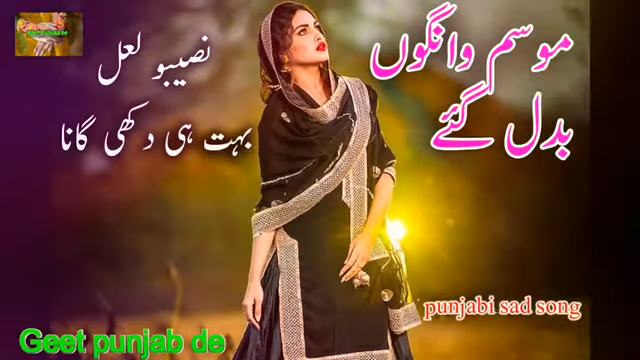 موسم وانگوں
بدل گئے
نصیبو لعل
بہت ہی دکھی گانا
punjabi sad song
Geet punjab de